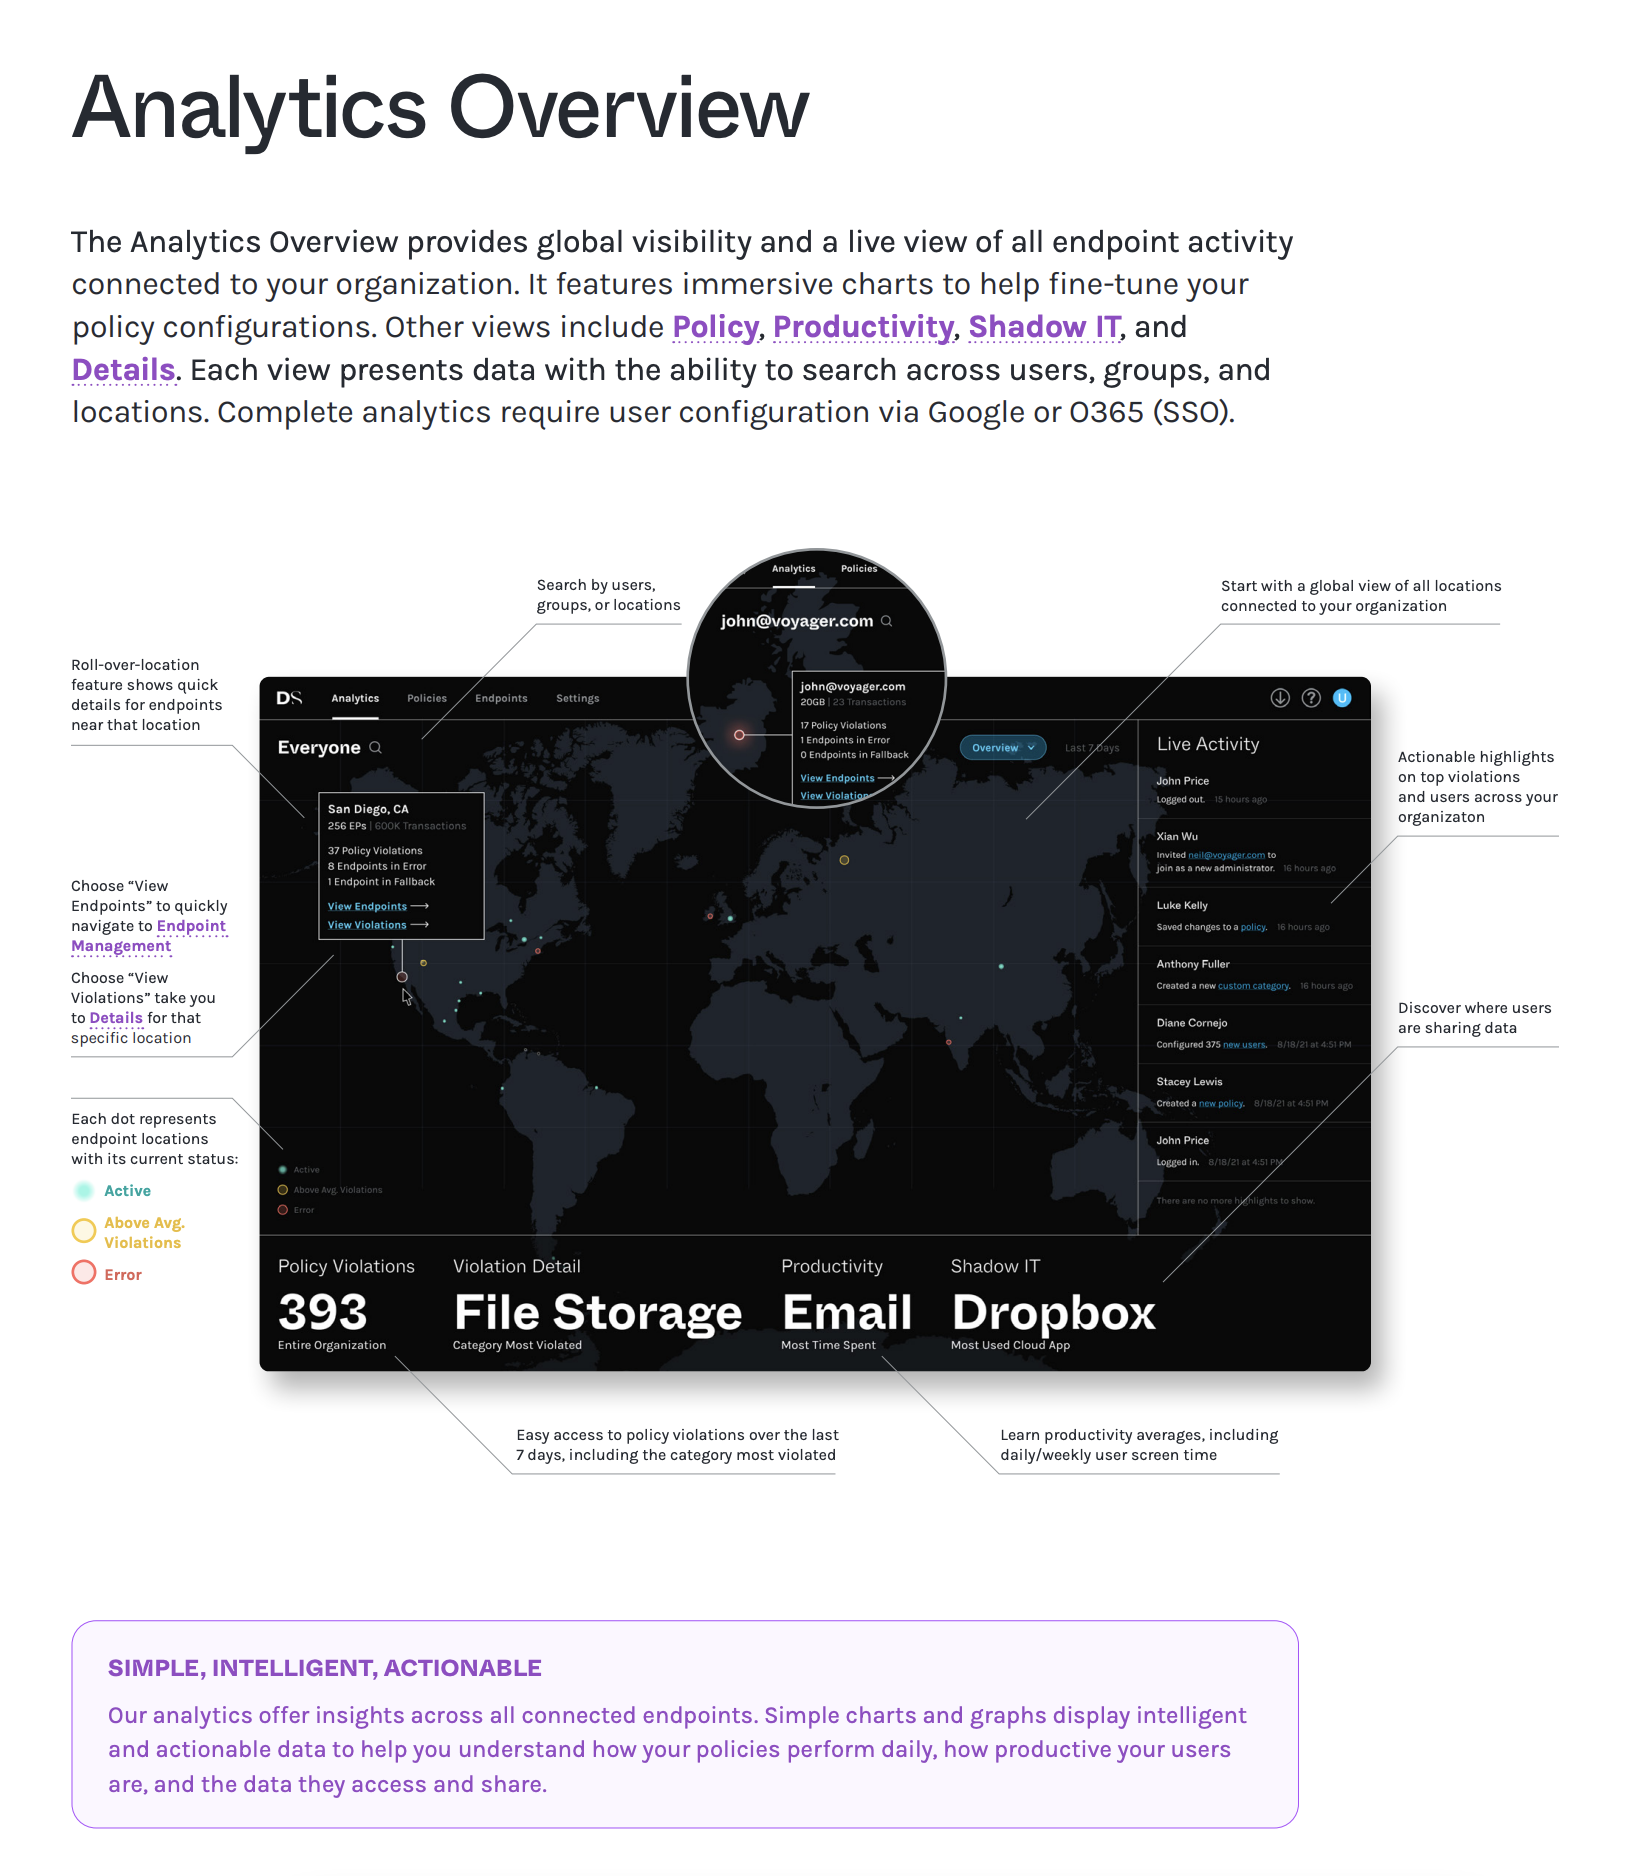 Analytics Overview
The Analytics Overview provides global visibility and a live view of all endpoint activity
connected to your organization. It features immersive charts to help fine-tune your
policy configurations. Other views include Policy, Productivity, Shadow IT, and
Details. Each view presents data with the ability to search across users, groups, and
locations. Complete analytics require user configuration via Google or O365 (SSO).
Search by users,
groups, or locations
Start with a global view of all locations
connected to your organization
Roll-over-location
feature shows quick
details for endpoints
near that location
Choose “View
Endpoints” to quickly
navigate to Endpoint
Management
Choose “View
Violations” take you
to Details for that
specific location
Each dot represents
endpoint locations
with its current status:
Active
Above Avg.
Violations
Error
DS
Analytics
Policies
Endpoints
Settings
Everyone
San Diego, CA
256 EPs | 600K Transactions
37 Policy Violations
8 Endpoints in Error
1 Endpoint in Fallback
View Endpoints
View Violations
Analytics
Policies
john@voyager.com
john@voyager.com
20GB | 23 Transactions
17 Policy Violations
1 Endpoints in Error
0 Endpoints in Fallback
View Endpoints
View Violation
?
U
Overview
Last 7 Days
Live Activity
John Price
Logged out. 15 hours ago
Xian Wu
Invited neil@voyager.com to
join as a new administrator. 16 hours ago
Luke Kelly
Saved changes to a policy. 16 hours ago
Anthony Fuller
Created a new custom category. 16 hours ago
Diane Cornejo
Configured 375 new users. 8/18/21 at 4:51 PM
Stacey Lewis
Created a new policy. 8/18/21 at 4:51 PM
John Price
Logged in. 8/18/21 at 4:51 PM
There are no more highlights to show.
Active
Above Avg. Violations
Error
Policy Violations
393
Entire Organization
Violation Detail
File Storage
Category Most Violated
Productivity
Email
Most Time Spent
Shadow IT
Dropbox
Most Used Cloud App
Actionable highlights
on top violations
and users across your
organizaton
Discover where users
are sharing data
Easy access to policy violations over the last
7 days, including the category most violated
Learn productivity averages, including
daily/weekly user screen time
SIMPLE, INTELLIGENT, ACTIONABLE
Our analytics offer insights across all connected endpoints. Simple charts and graphs display intelligent
and actionable data to help you understand how your policies perform daily, how productive your users
are, and the data they access and share.